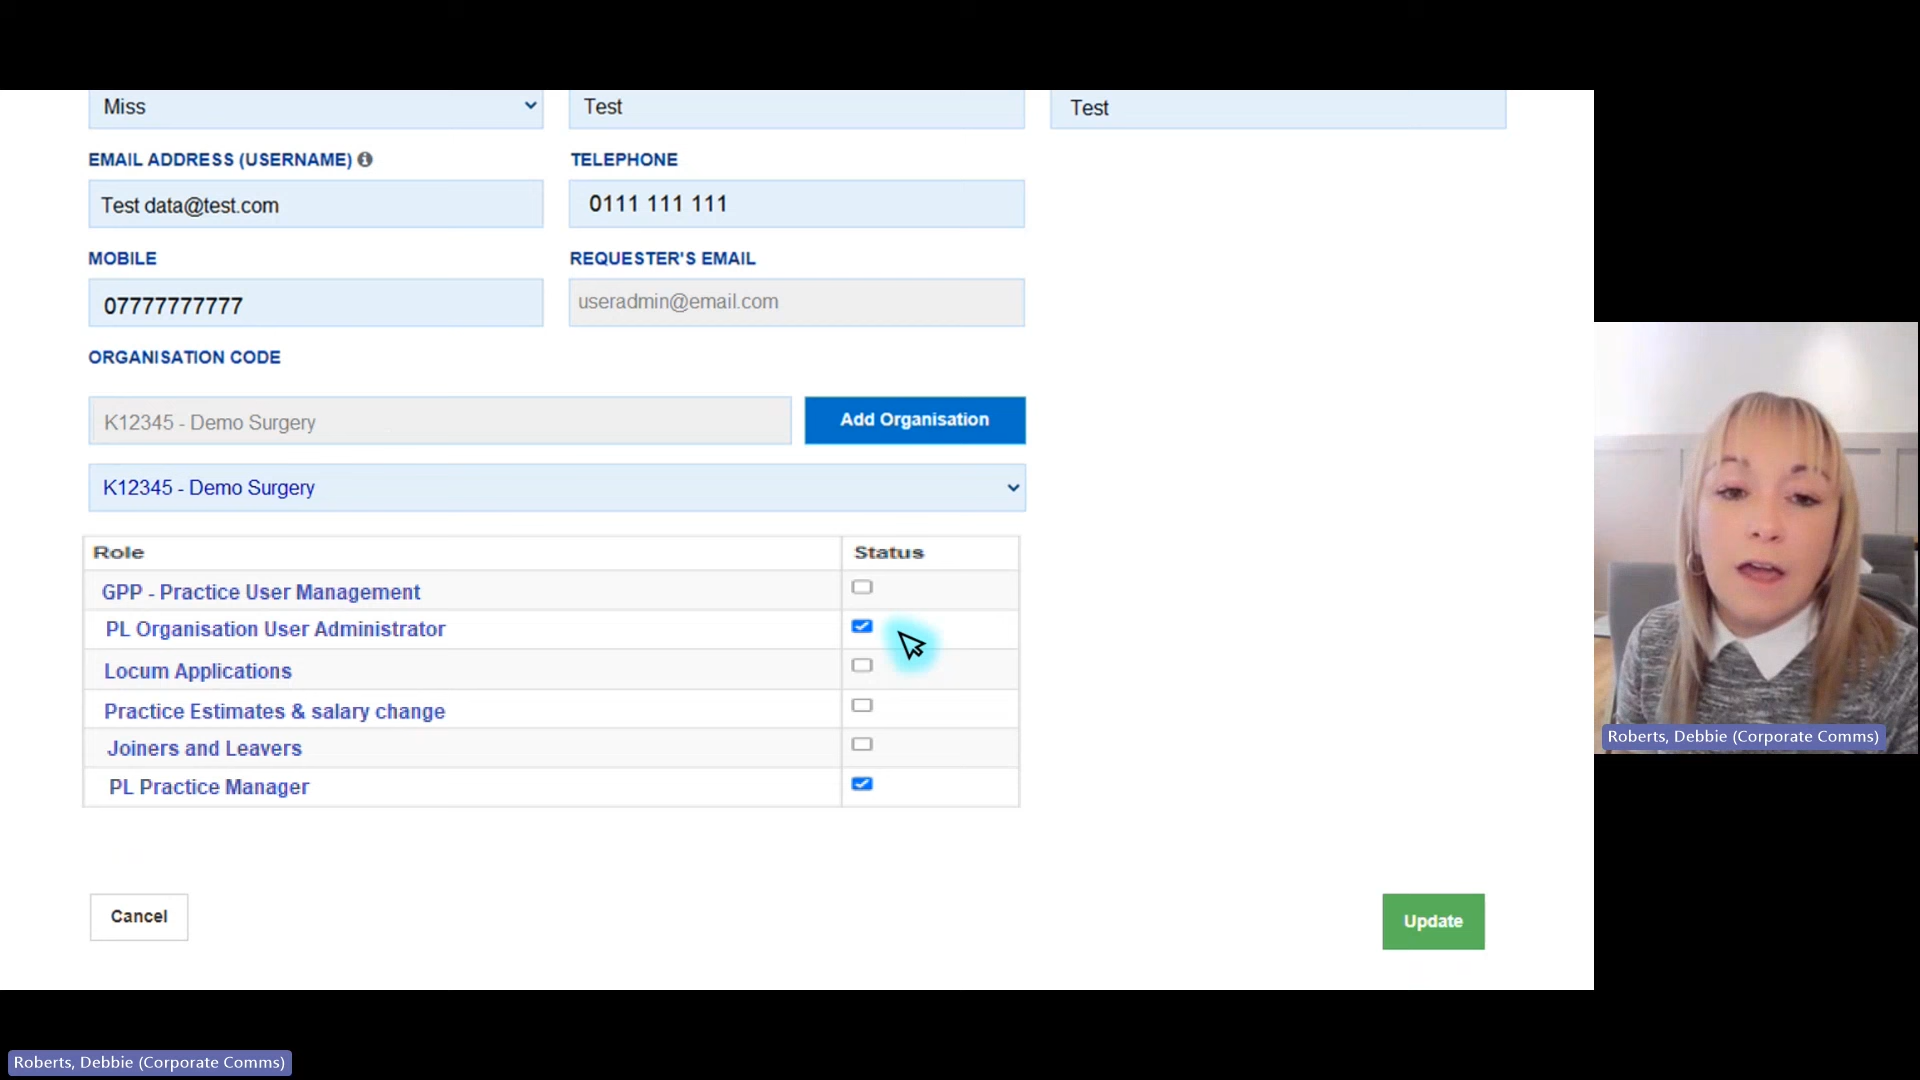 Miss
Test
Test
EMAIL ADDRESS (USERNAME)
TELEPHONE
Test data@test.com
0111 111 111
MOBILE
REQUESTER'S EMAIL
07777777777
useradmin@email.com
ORGANISATION CODE
K12345 - Demo Surgery
Add Organisation
K12345 - Demo Surgery
Role
Status
GPP - Practice User Management
PL Organisation User Administrator
Locum Applications
Practice Estimates & salary change
Joiners and Leavers
PL Practice Manager
Cancel
Update
Roberts, Debbie (Corporate Comms)
Roberts, Debbie (Corporate Comms)